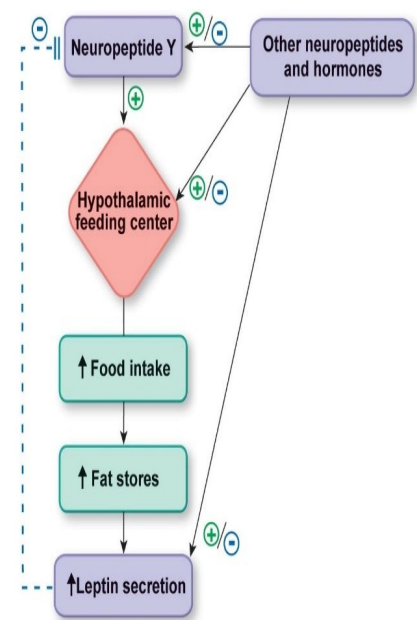 Neuropeptide Y
Other neuropeptides
and hormones
+/-
-
+
+/-
Hypothalamic
feeding center
↑ Food intake
↑ Fat stores
+/-
↑Leptin secretion